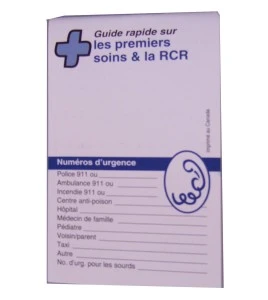 Guide rapide sur
les premiers
soins & la RCR
Imprimé au Canada
Numéros d'urgence
Police 911 ou
Ambulance 911 ou
Incendie 911 ou
Centre anti-poison
Hôpital
Médecin de famille
Pédiatre
Voisin/parent
Taxi
Autre
No. d'urg. pour les sourds